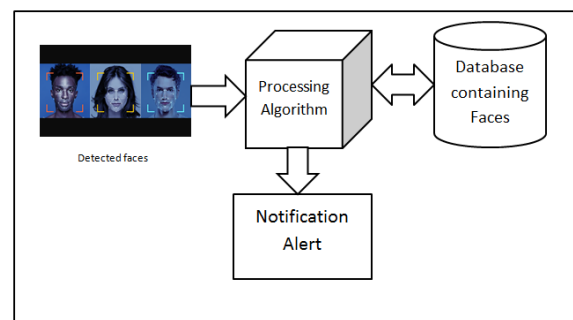 Detected faces
Processing
Algorithm
Database
containing
Faces
Notification
Alert